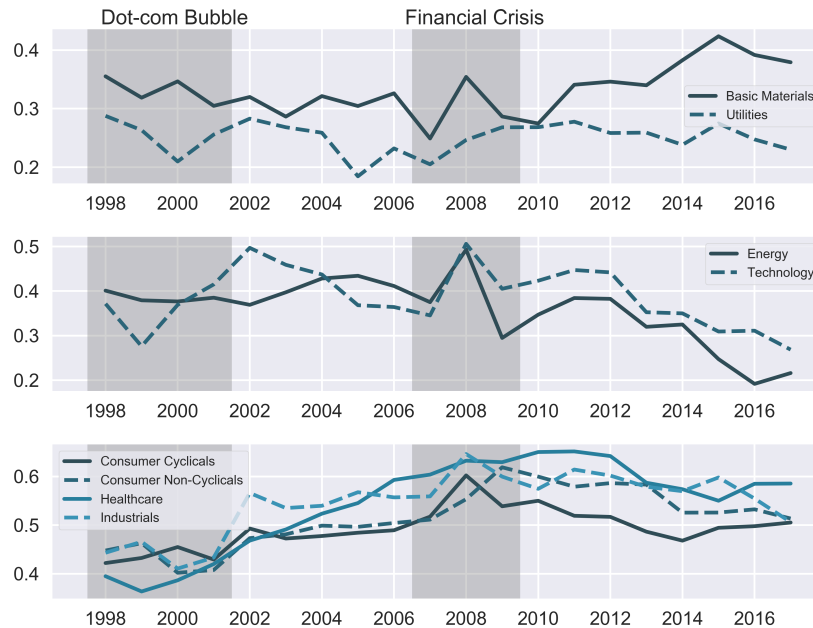 Dot-com Bubble Financial Crisis
0.4
0.3
0.2
Basic Materials
Utilities
1998 2000 2002 2004 2006 2008 2010 2012 2014 2016
0.5
0.4
0.3
0.2
Energy
Technology
1998 2000 2002 2004 2006 2008 2010 2012 2014 2016
0.6
0.5
0.4
Consumer Cyclicals
Consumer Non-Cyclicals
Healthcare
Industrials
1998 2000 2002 2004 2006 2008 2010 2012 2014 2016